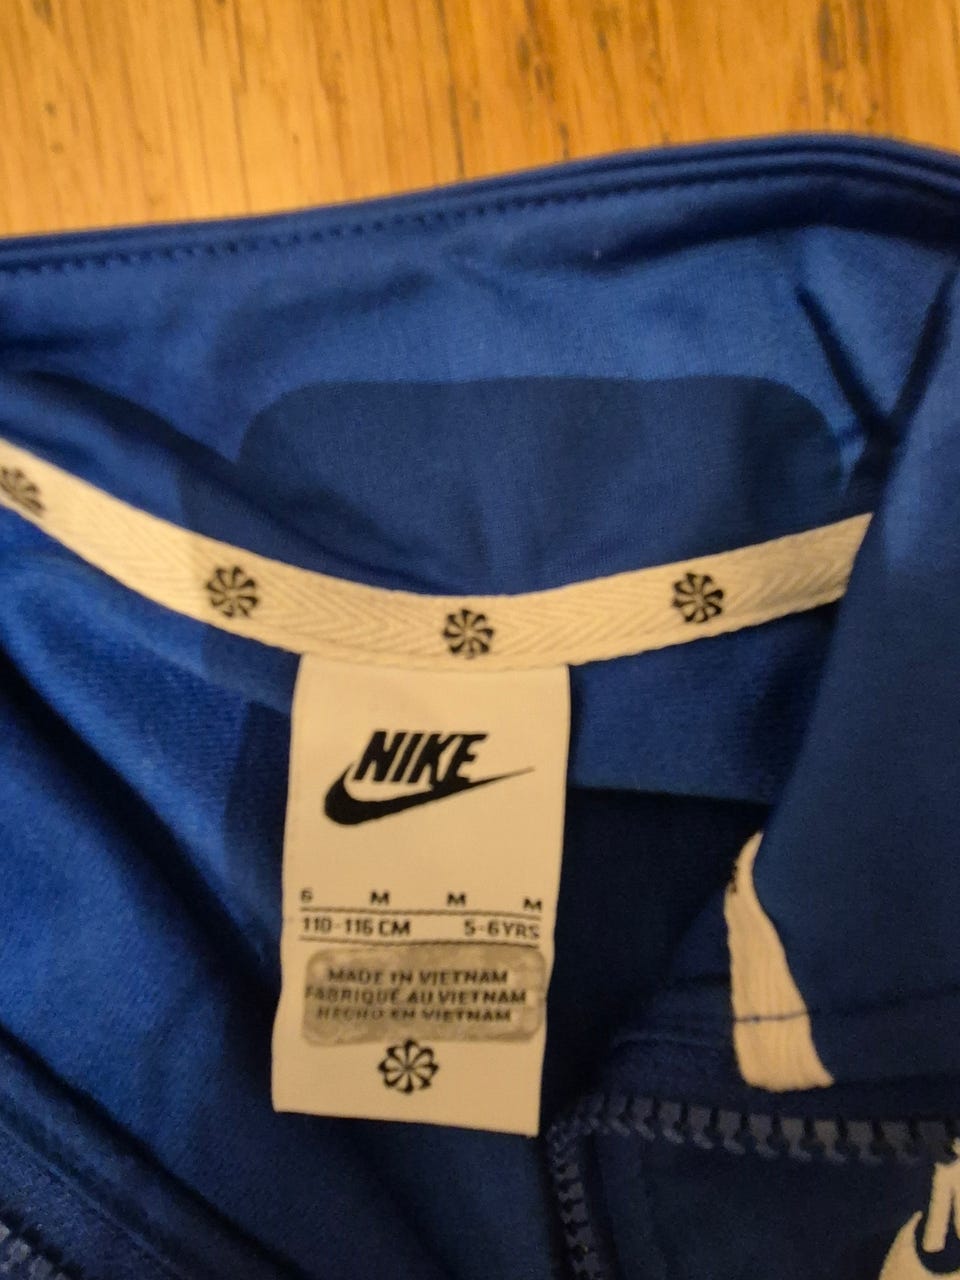 NIKE
6 M M M
110-116 CM 5-6YRS
MADE IN VIETNAM
FABRIQUÉ AU VIETNAM
HECHO EN VIETNAM